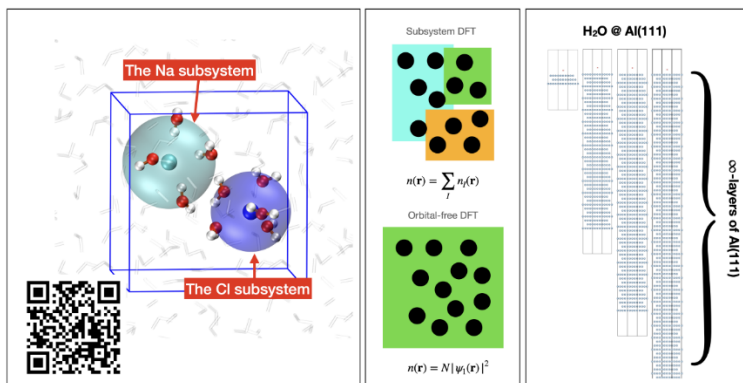 The Na subsystem
The Cl subsystem
Subsystem DFT
n(r) = ∑_I n_I(r)
Orbital-free DFT
n(r) = N|ψ₁(r)|²
H₂O @ Al(111)
∞-layers of Al(111)